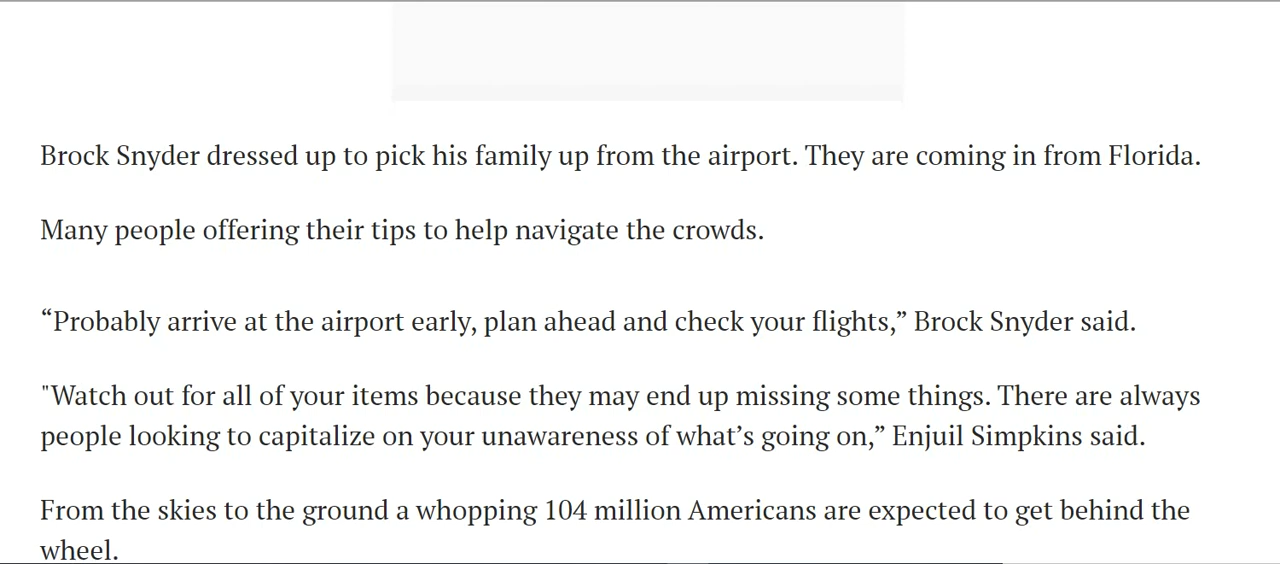 Brock Snyder dressed up to pick his family up from the airport. They are coming in from Florida.
Many people offering their tips to help navigate the crowds.
“Probably arrive at the airport early, plan ahead and check your flights,” Brock Snyder said.
"Watch out for all of your items because they may end up missing some things. There are always
people looking to capitalize on your unawareness of what’s going on,” Enjuil Simpkins said.
From the skies to the ground a whopping 104 million Americans are expected to get behind the
wheel.